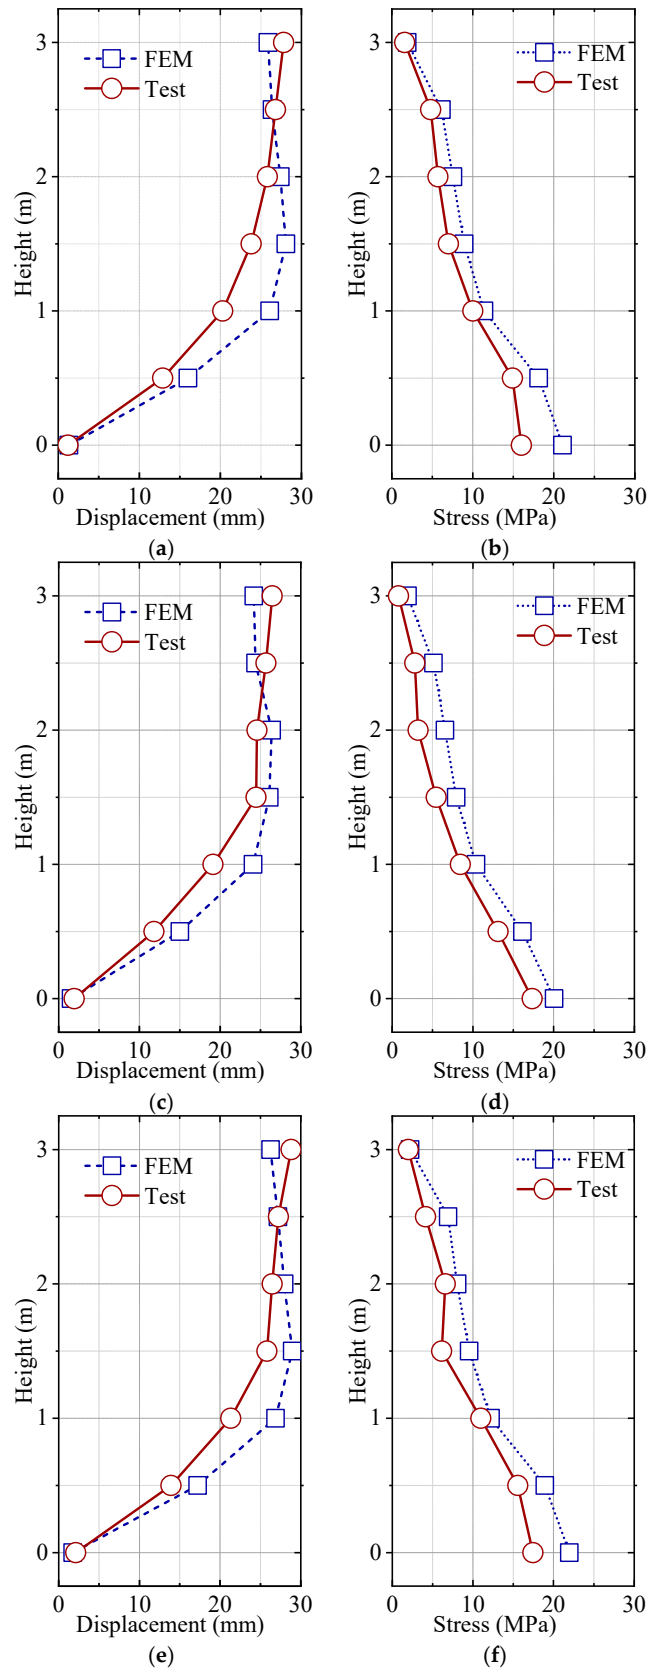 3
2
1
0
Height (m)
FEM
Test
0 10 20 30
Displacement (mm)
(a)
3
2
1
0
Height (m)
FEM
Test
0 10 20 30
Stress (MPa)
(b)
3
2
1
0
Height (m)
FEM
Test
0 10 20 30
Displacement (mm)
(c)
3
2
1
0
Height (m)
FEM
Test
0 10 20 30
Stress (MPa)
(d)
3
2
1
0
Height (m)
FEM
Test
0 10 20 30
Displacement (mm)
(e)
3
2
1
0
Height (m)
FEM
Test
0 10 20 30
Stress (MPa)
(f)